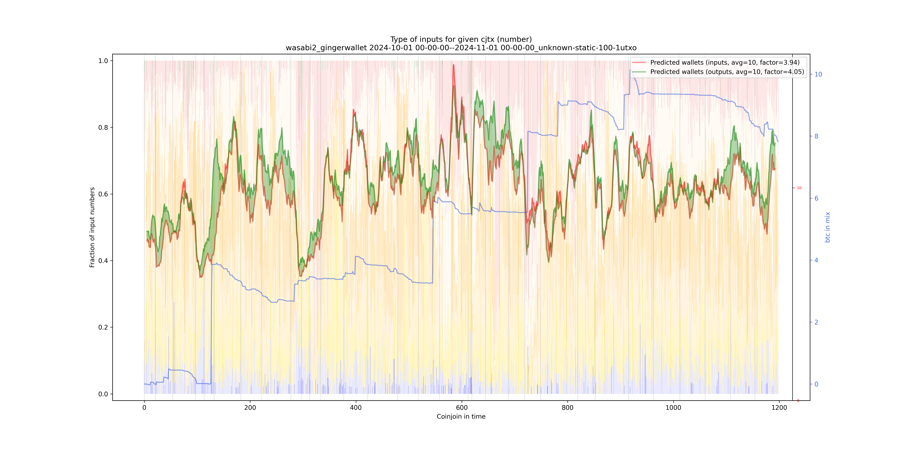 Type of inputs for given cjtx (number)
wasabi2_gingerwallet 2024-10-01 00-00-00--2024-11-01 00-00-00_unknown-static-100-1utxo
Predicted wallets (inputs, avg=10, factor=3.94)
Predicted wallets (outputs, avg=10, factor=4.05)
1.0
0.8
0.6
0.4
0.2
0.0
Fraction of input numbers
0
200
400
600
800
1000
1200
Coinjoin in time
10
8
6
4
2
0
btc in mix